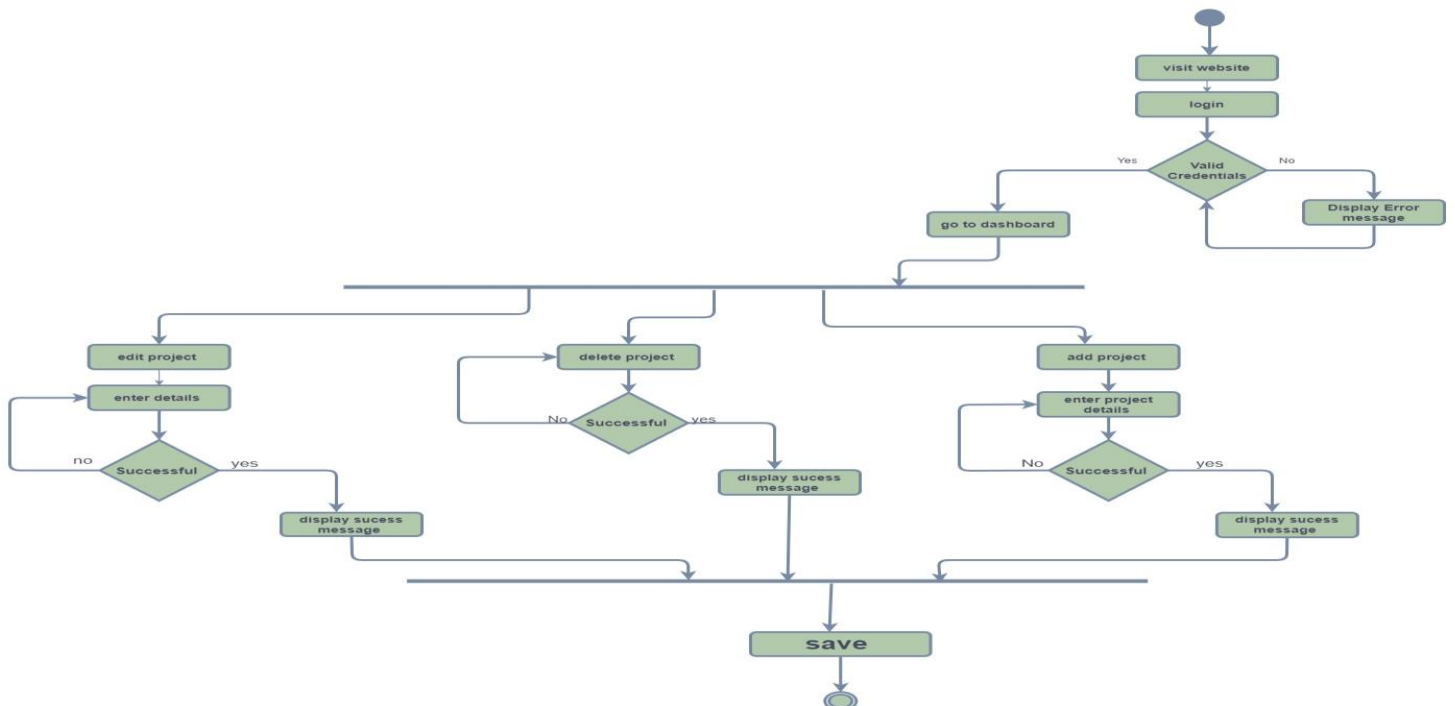 visit website
login
Yes
Valid
Credentials
No
Display Error
message
go to dashboard
edit project
delete project
add project
enter details
enter project
details
No
Successful
yes
no
Successful
yes
No
Successful
yes
display sucess
message
display sucess
message
display sucess
message
save